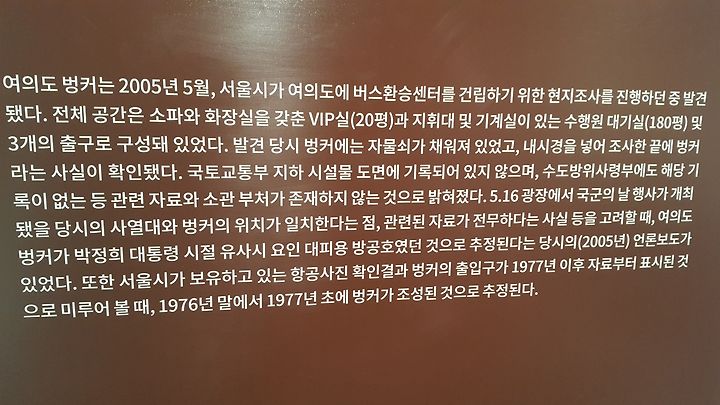 여의도 벙커는 2005년 5월, 서울시가 여의도에 버스환승센터를 건립하기 위한 현지조사를 진행하던 중 발견
됐다. 전체 공간은 소파와 화장실을 갖춘 VIP실(20평)과 지휘대 및 기계실이 있는 수행원 대기실(180평) 및
3개의 출구로 구성돼 있었다. 발견 당시 벙커에는 자물쇠가 채워져 있었고, 내시경을 넣어 조사한 끝에 벙커
라는 사실이 확인됐다. 국토교통부 지하 시설물 도면에 기록되어 있지 않으며, 수도방위사령부에도 해당 기
록이 없는 등 관련 자료와 소관 부처가 존재하지 않는 것으로 밝혀졌다. 5.16 광장에서 국군의 날 행사가 개최
됐을 당시의 사열대와 벙커의 위치가 일치한다는 점, 관련된 자료가 전무하다는 사실 등을 고려할 때, 여의도
벙커가 박정희 대통령 시절 유사시 요인 대피용 방공호였던 것으로 추정된다는 당시의(2005년) 언론보도가
있었다. 또한 서울시가 보유하고 있는 항공사진 확인결과 벙커의 출입구가 1977년 이후 자료부터 표시된 것
으로 미루어 볼 때, 1976년 말에서 1977년 초에 벙커가 조성된 것으로 추정된다.